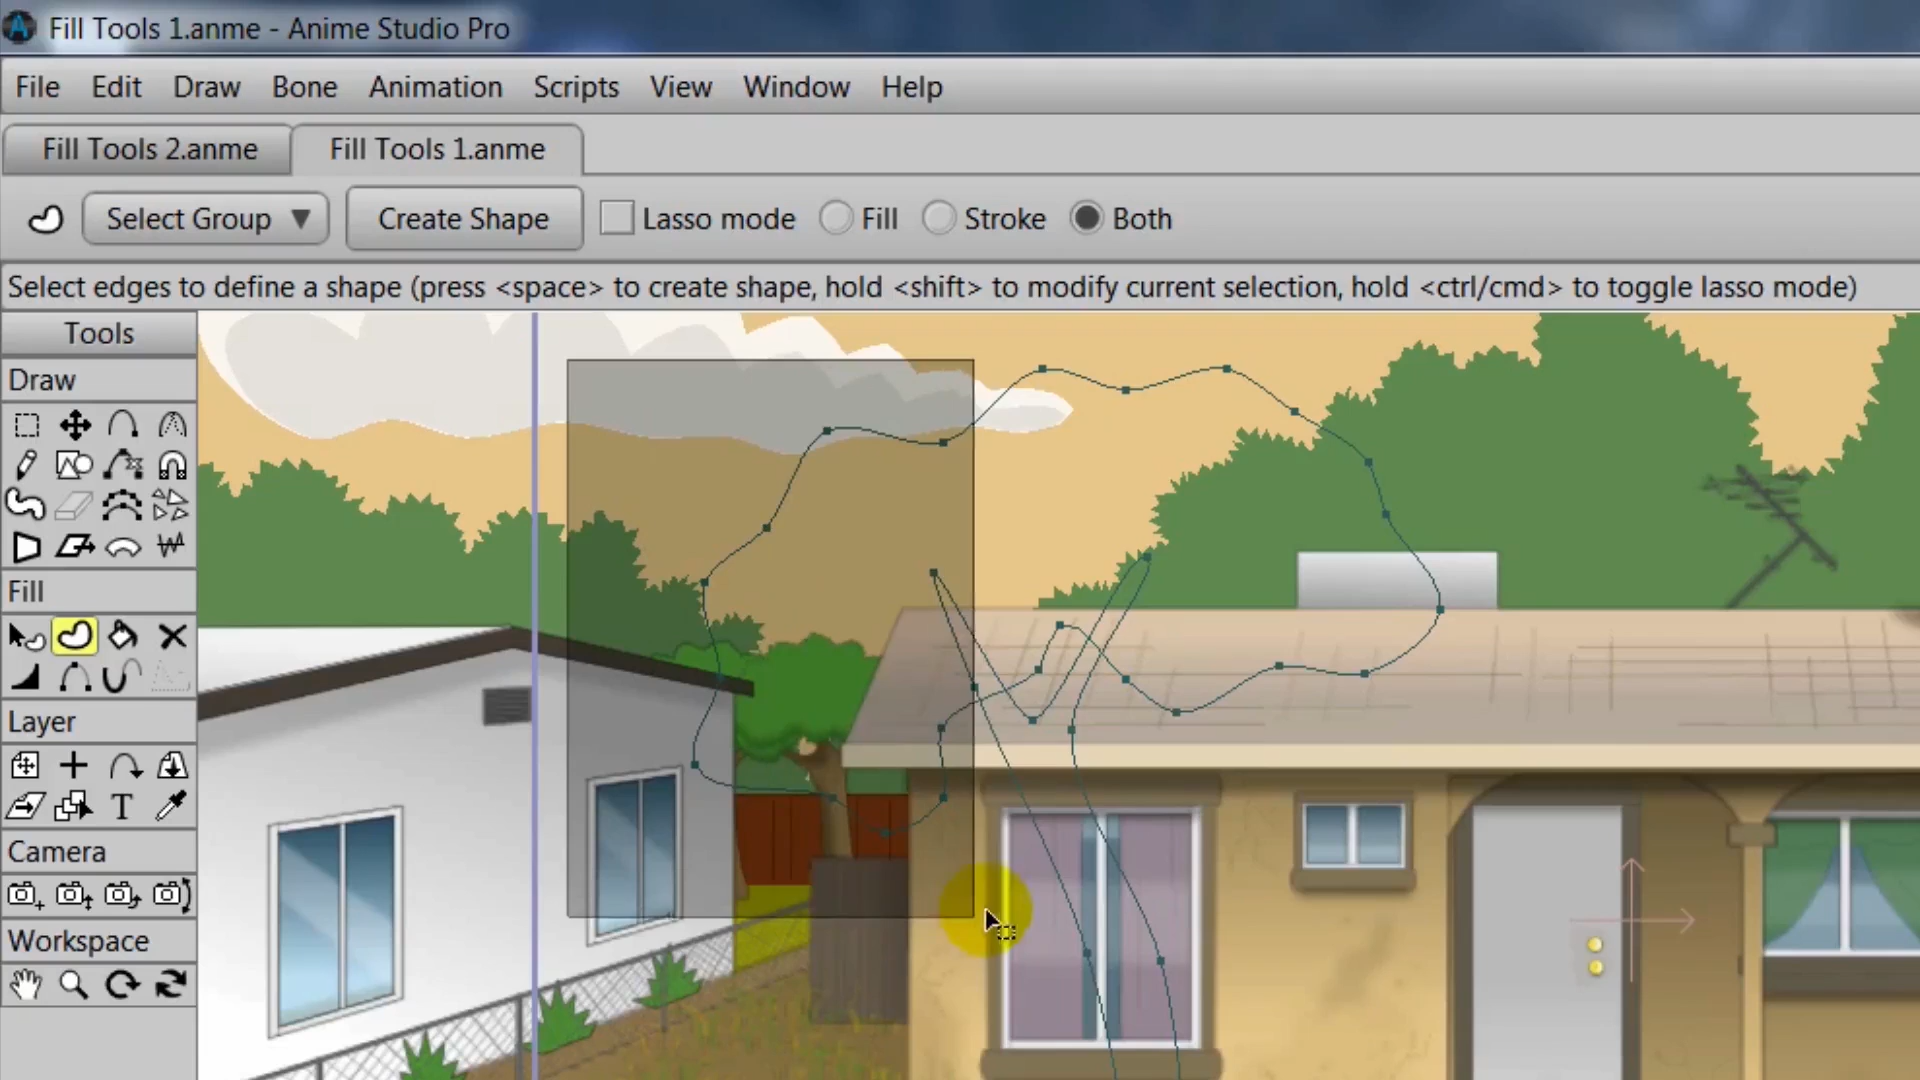 Fill Tools 1.anme - Anime Studio Pro
File Edit Draw Bone Animation Scripts View Window Help
Fill Tools 2.anme Fill Tools 1.anme
Select Group Create Shape Lasso mode Fill Stroke Both
Select edges to define a shape (press <space> to create shape, hold <shift> to modify current selection, hold <ctrl/cmd> to toggle lasso mode)
Tools
Draw
Fill
Layer
Camera
Workspace